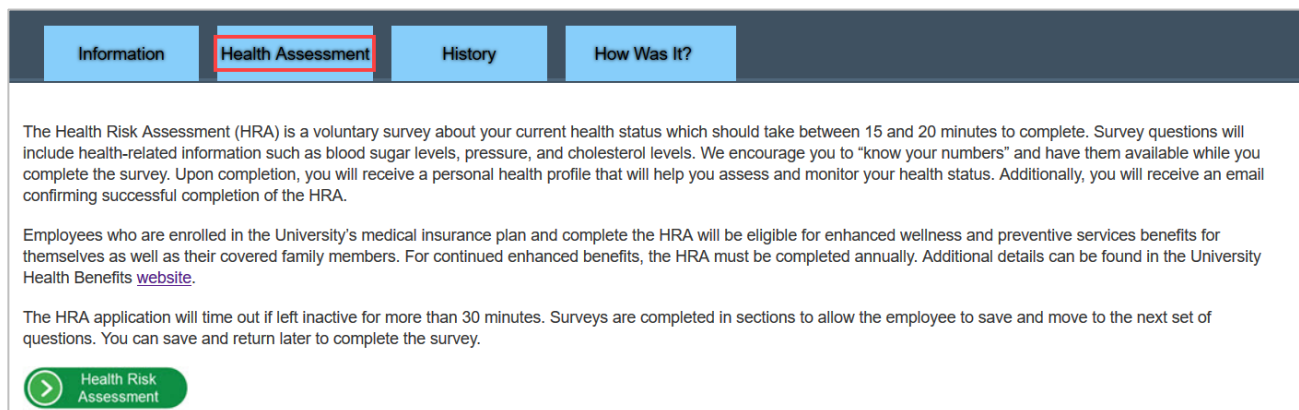 Information
Health Assessment
History
How Was It?
The Health Risk Assessment (HRA) is a voluntary survey about your current health status which should take between 15 and 20 minutes to complete. Survey questions will
include health-related information such as blood sugar levels, pressure, and cholesterol levels. We encourage you to “know your numbers” and have them available while you
complete the survey. Upon completion, you will receive a personal health profile that will help you assess and monitor your health status. Additionally, you will receive an email
confirming successful completion of the HRA.
Employees who are enrolled in the University’s medical insurance plan and complete the HRA will be eligible for enhanced wellness and preventive services benefits for
themselves as well as their covered family members. For continued enhanced benefits, the HRA must be completed annually. Additional details can be found in the University
Health Benefits website.
The HRA application will time out if left inactive for more than 30 minutes. Surveys are completed in sections to allow the employee to save and move to the next set of
questions. You can save and return later to complete the survey.
Health Risk
Assessment